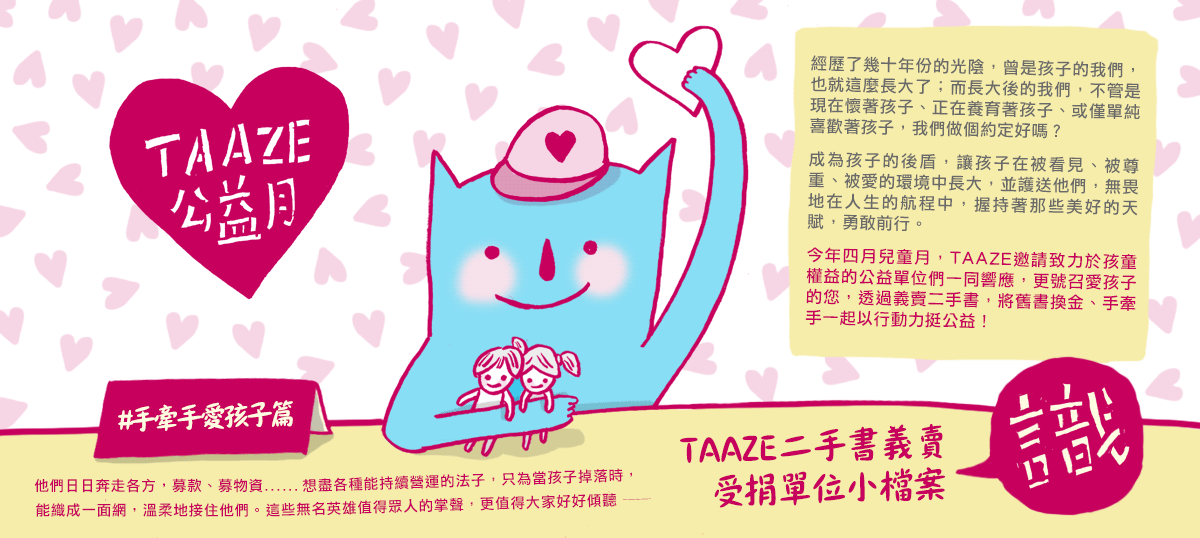 TAAZE
公益月
經歷了幾十年份的光陰，曾是孩子的我們，
也就這麼長大了；而長大後的我們，不管是
現在懷著孩子、正在養育著孩子、或僅單純
喜歡著孩子，我們做個約定好嗎？
成為孩子的後盾，讓孩子在被看見、被尊
重、被愛的環境中長大，並護送他們，無畏
地在人生的航程中，握持著那些美好的天
賦，勇敢前行。
今年四月兒童月，TAAZE邀請致力於孩童
權益的公益單位們一同響應，更號召愛孩子
的您，透過義賣二手書，將舊書換金、手牽
手一起以行動力挺公益！
#手牽手愛孩子篇
他們日日奔走各方，募款、募物資……想盡各種能持續營運的法子，只為當孩子掉落時，
能織成一面網，溫柔地接住他們。這些無名英雄值得眾人的掌聲，更值得大家好好傾聽 ——
TAAZE二手書義賣
受捐單位小檔案